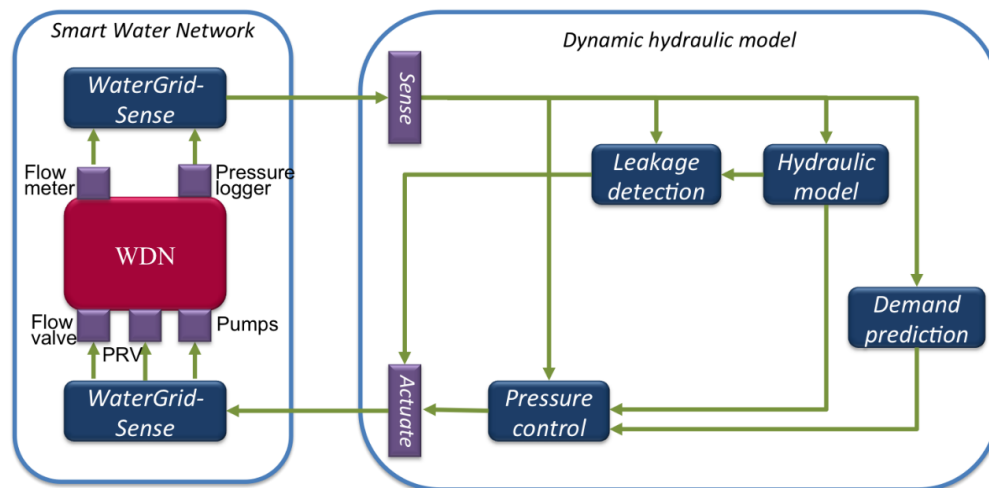 Smart Water Network
WaterGrid-
Sense
Flow
meter
Pressure
logger
WDN
Flow
valve
PRV
Pumps
WaterGrid-
Sense
Dynamic hydraulic model
Sense
Leakage
detection
Hydraulic
model
Demand
prediction
Actuate
Pressure
control